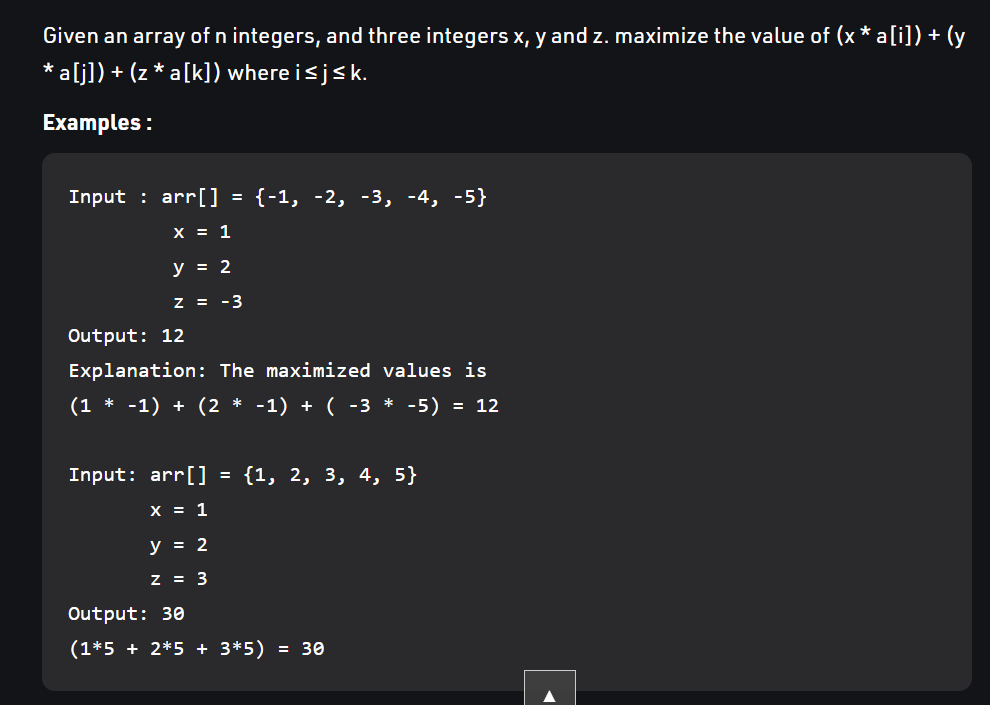 Given an array of n integers, and three integers x, y and z. maximize the value of (x * a[i]) + (y
* a[j]) + (z * a[k]) where i ≤ j ≤ k.
Examples :
Input : arr[] = {-1, -2, -3, -4, -5}
x = 1
y = 2
z = -3
Output: 12
Explanation: The maximized values is
(1 * -1) + (2 * -1) + ( -3 * -5) = 12
Input: arr[] = {1, 2, 3, 4, 5}
x = 1
y = 2
z = 3
Output: 30
(1*5 + 2*5 + 3*5) = 30